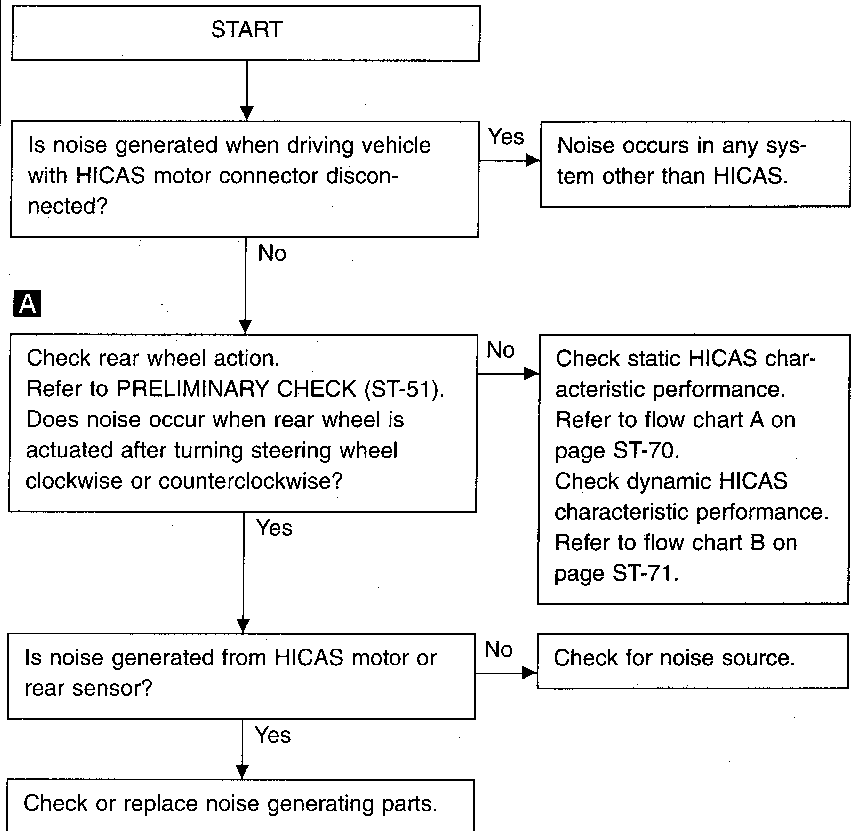 START
Is noise generated when driving vehicle
with HICAS motor connector discon-
nected?
Yes
Noise occurs in any sys-
tem other than HICAS.
No
A
Check rear wheel action.
Refer to PRELIMINARY CHECK (ST-51).
Does noise occur when rear wheel is
actuated after turning steering wheel
clockwise or counterclockwise?
No
Check static HICAS char-
acteristic performance.
Refer to flow chart A on
page ST-70.
Check dynamic HICAS
characteristic performance.
Refer to flow chart B on
page ST-71.
Yes
Is noise generated from HICAS motor or
rear sensor?
No
Check for noise source.
Yes
Check or replace noise generating parts.